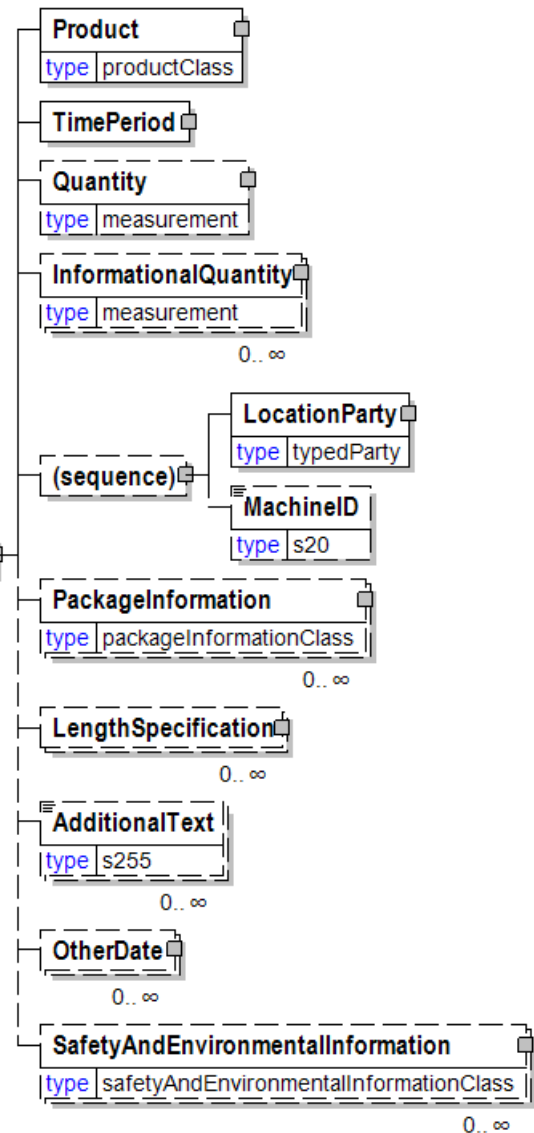 Product
type productClass
TimePeriod
Quantity
type measurement
InformationalQuantity
type measurement
0.. ∞
(sequence)
LocationParty
type typedParty
MachineID
type s20
PackageInformation
type packageInformationClass
0.. ∞
LengthSpecification
0.. ∞
AdditionalText
type s255
0.. ∞
OtherDate
0.. ∞
SafetyAndEnvironmentalInformation
type safetyAndEnvironmentalInformationClass
0.. ∞